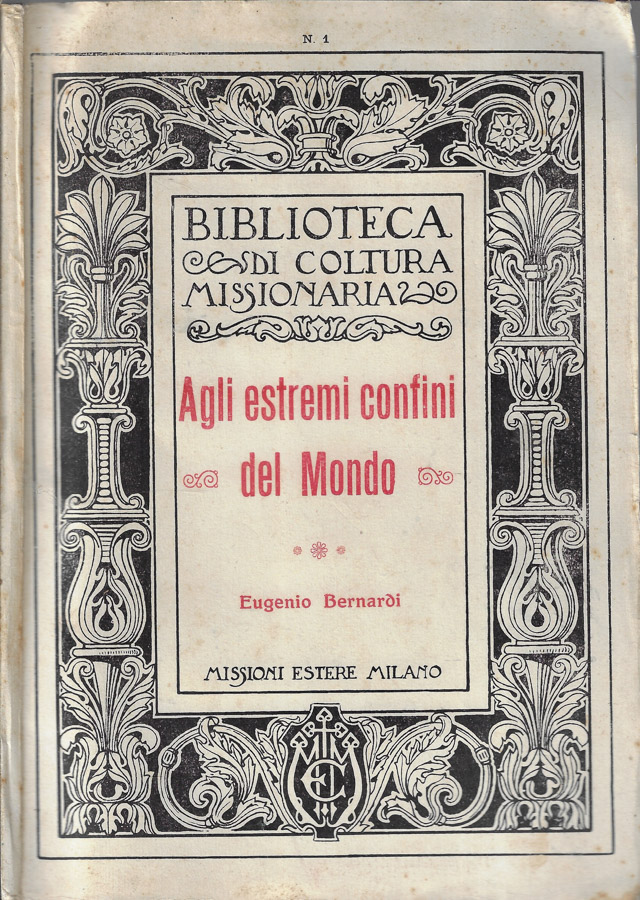 N. 1
BIBLIOTECA
DI COLTURA
MISSIONARIA
Agli estremi confini
del Mondo
Eugenio Bernardi
MISSIONI ESTERE MILANO